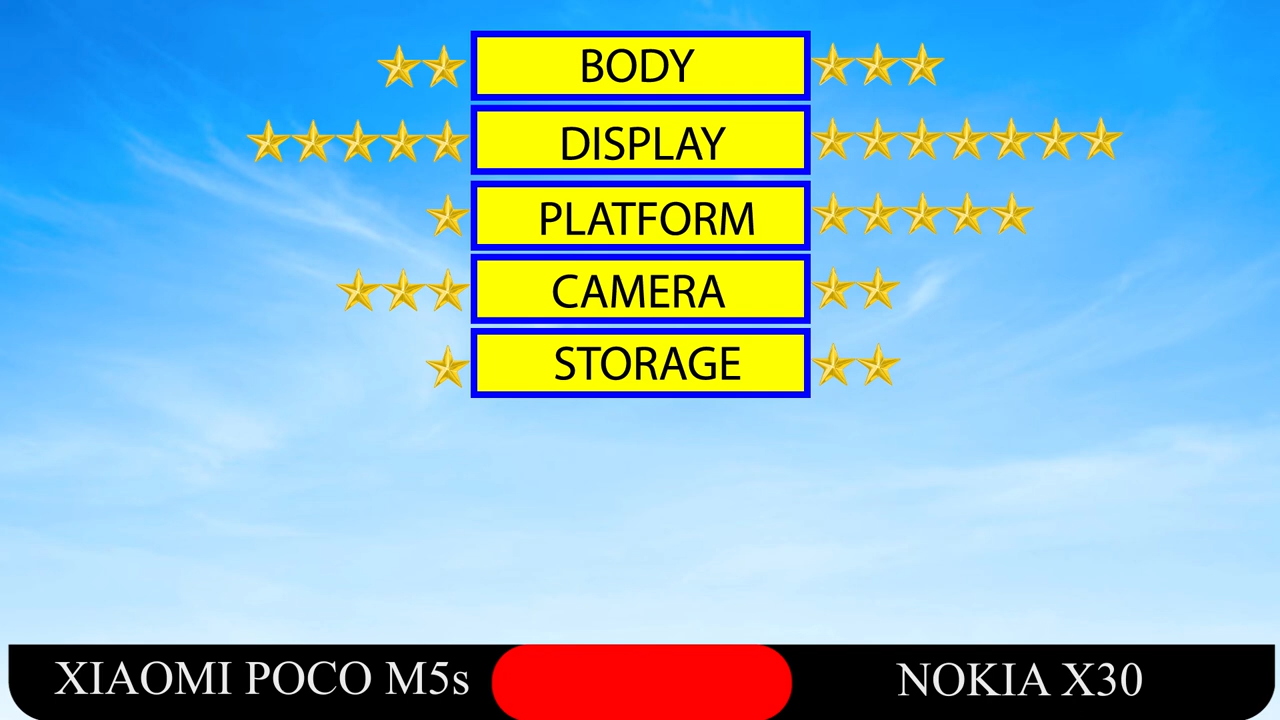 BODY
DISPLAY
PLATFORM
CAMERA
STORAGE
XIAOMI POCO M5s
NOKIA X30